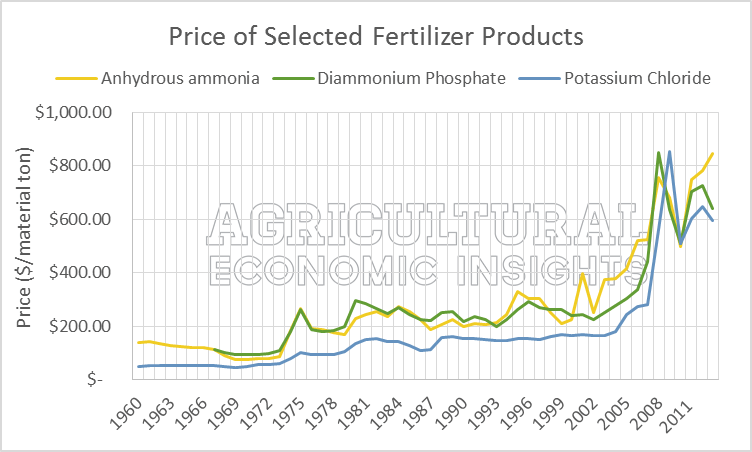 Price of Selected Fertilizer Products
Anhydrous ammonia Diammonium Phosphate Potassium Chloride
$1,000.00
$800.00
$600.00
$400.00
$200.00
$-
Price ($/material ton)
AGRICULTURAL
ECONOMIC INSIGHTS
1960 1963 1966 1969 1972 1975 1978 1981 1984 1987 1990 1993 1996 1999 2002 2005 2008 2011